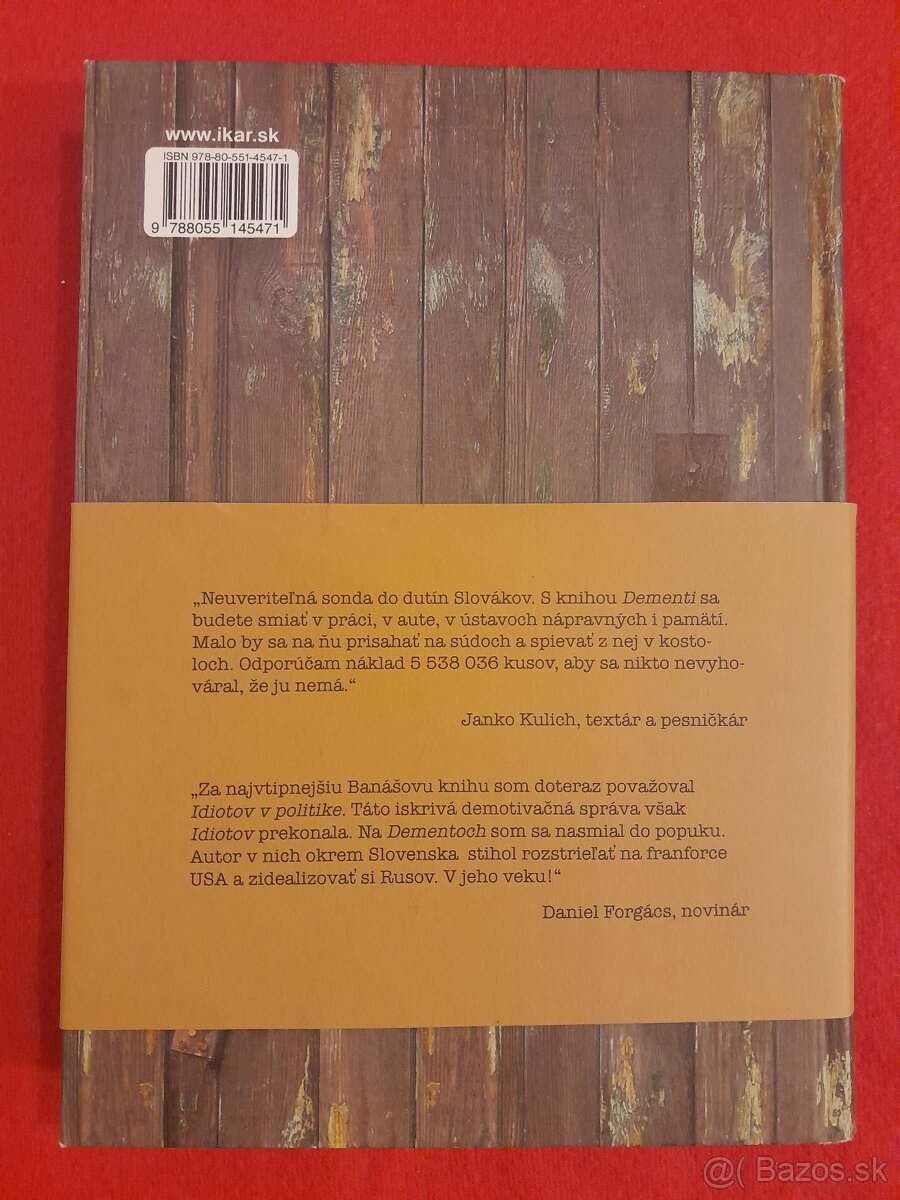 www.ikar.sk
ISBN 978-80-551-4547-1
9 788055 145471
„Neuveriteľná sonda do dutín Slovákov. S knihou Dementi sa
budete smiať v práci, v aute, v ústavoch nápravných i pamätí.
Malo by sa na ňu prisahať na súdoch a spievať z nej v kosto-
loch. Odporúčam náklad 5 538 036 kusov, aby sa nikto nevyho-
váral, že ju nemá.“
Janko Kulich, textár a pesničkár
„Za najvtipnejšiu Banášovu knihu som doteraz považoval
Idiotov v politike. Táto iskrivá demotivačná správa však
Idiotov prekonala. Na Dementoch som sa nasmial do popuku.
Autor v nich okrem Slovenska stihol rozstrieľať na franforce
USA a zidealizovať si Rusov. V jeho veku!“
Daniel Forgács, novinár
@( Bazos.sk